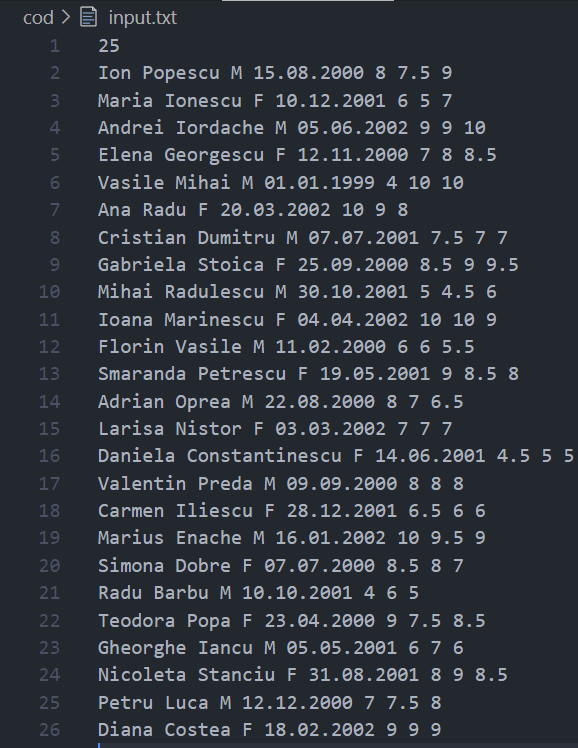 cod > input.txt
1 25
2 Ion Popescu M 15.08.2000 8 7.5 9
3 Maria Ionescu F 10.12.2001 6 5 7
4 Andrei Iordache M 05.06.2002 9 9 10
5 Elena Georgescu F 12.11.2000 7 8 8.5
6 Vasile Mihai M 01.01.1999 4 10 10
7 Ana Radu F 20.03.2002 10 9 8
8 Cristian Dumitru M 07.07.2001 7.5 7 7
9 Gabriela Stoica F 25.09.2000 8.5 9 9.5
10 Mihai Radulescu M 30.10.2001 5 4.5 6
11 Ioana Marinescu F 04.04.2002 10 10 9
12 Florin Vasile M 11.02.2000 6 6 5.5
13 Smaranda Petrescu F 19.05.2001 9 8.5 8
14 Adrian Oprea M 22.08.2000 8 7 6.5
15 Larisa Nistor F 03.03.2002 7 7 7
16 Daniela Constantinescu F 14.06.2001 4.5 5 5
17 Valentin Preda M 09.09.2000 8 8 8
18 Carmen Iliescu F 28.12.2001 6.5 6 6
19 Marius Enache M 16.01.2002 10 9.5 9
20 Simona Dobre F 07.07.2000 8.5 8 7
21 Radu Barbu M 10.10.2001 4 6 5
22 Teodora Popa F 23.04.2000 9 7.5 8.5
23 Gheorghe Iancu M 05.05.2001 6 7 6
24 Nicoleta Stanciu F 31.08.2001 8 9 8.5
25 Petru Luca M 12.12.2000 7 7.5 8
26 Diana Costea F 18.02.2002 9 9 9